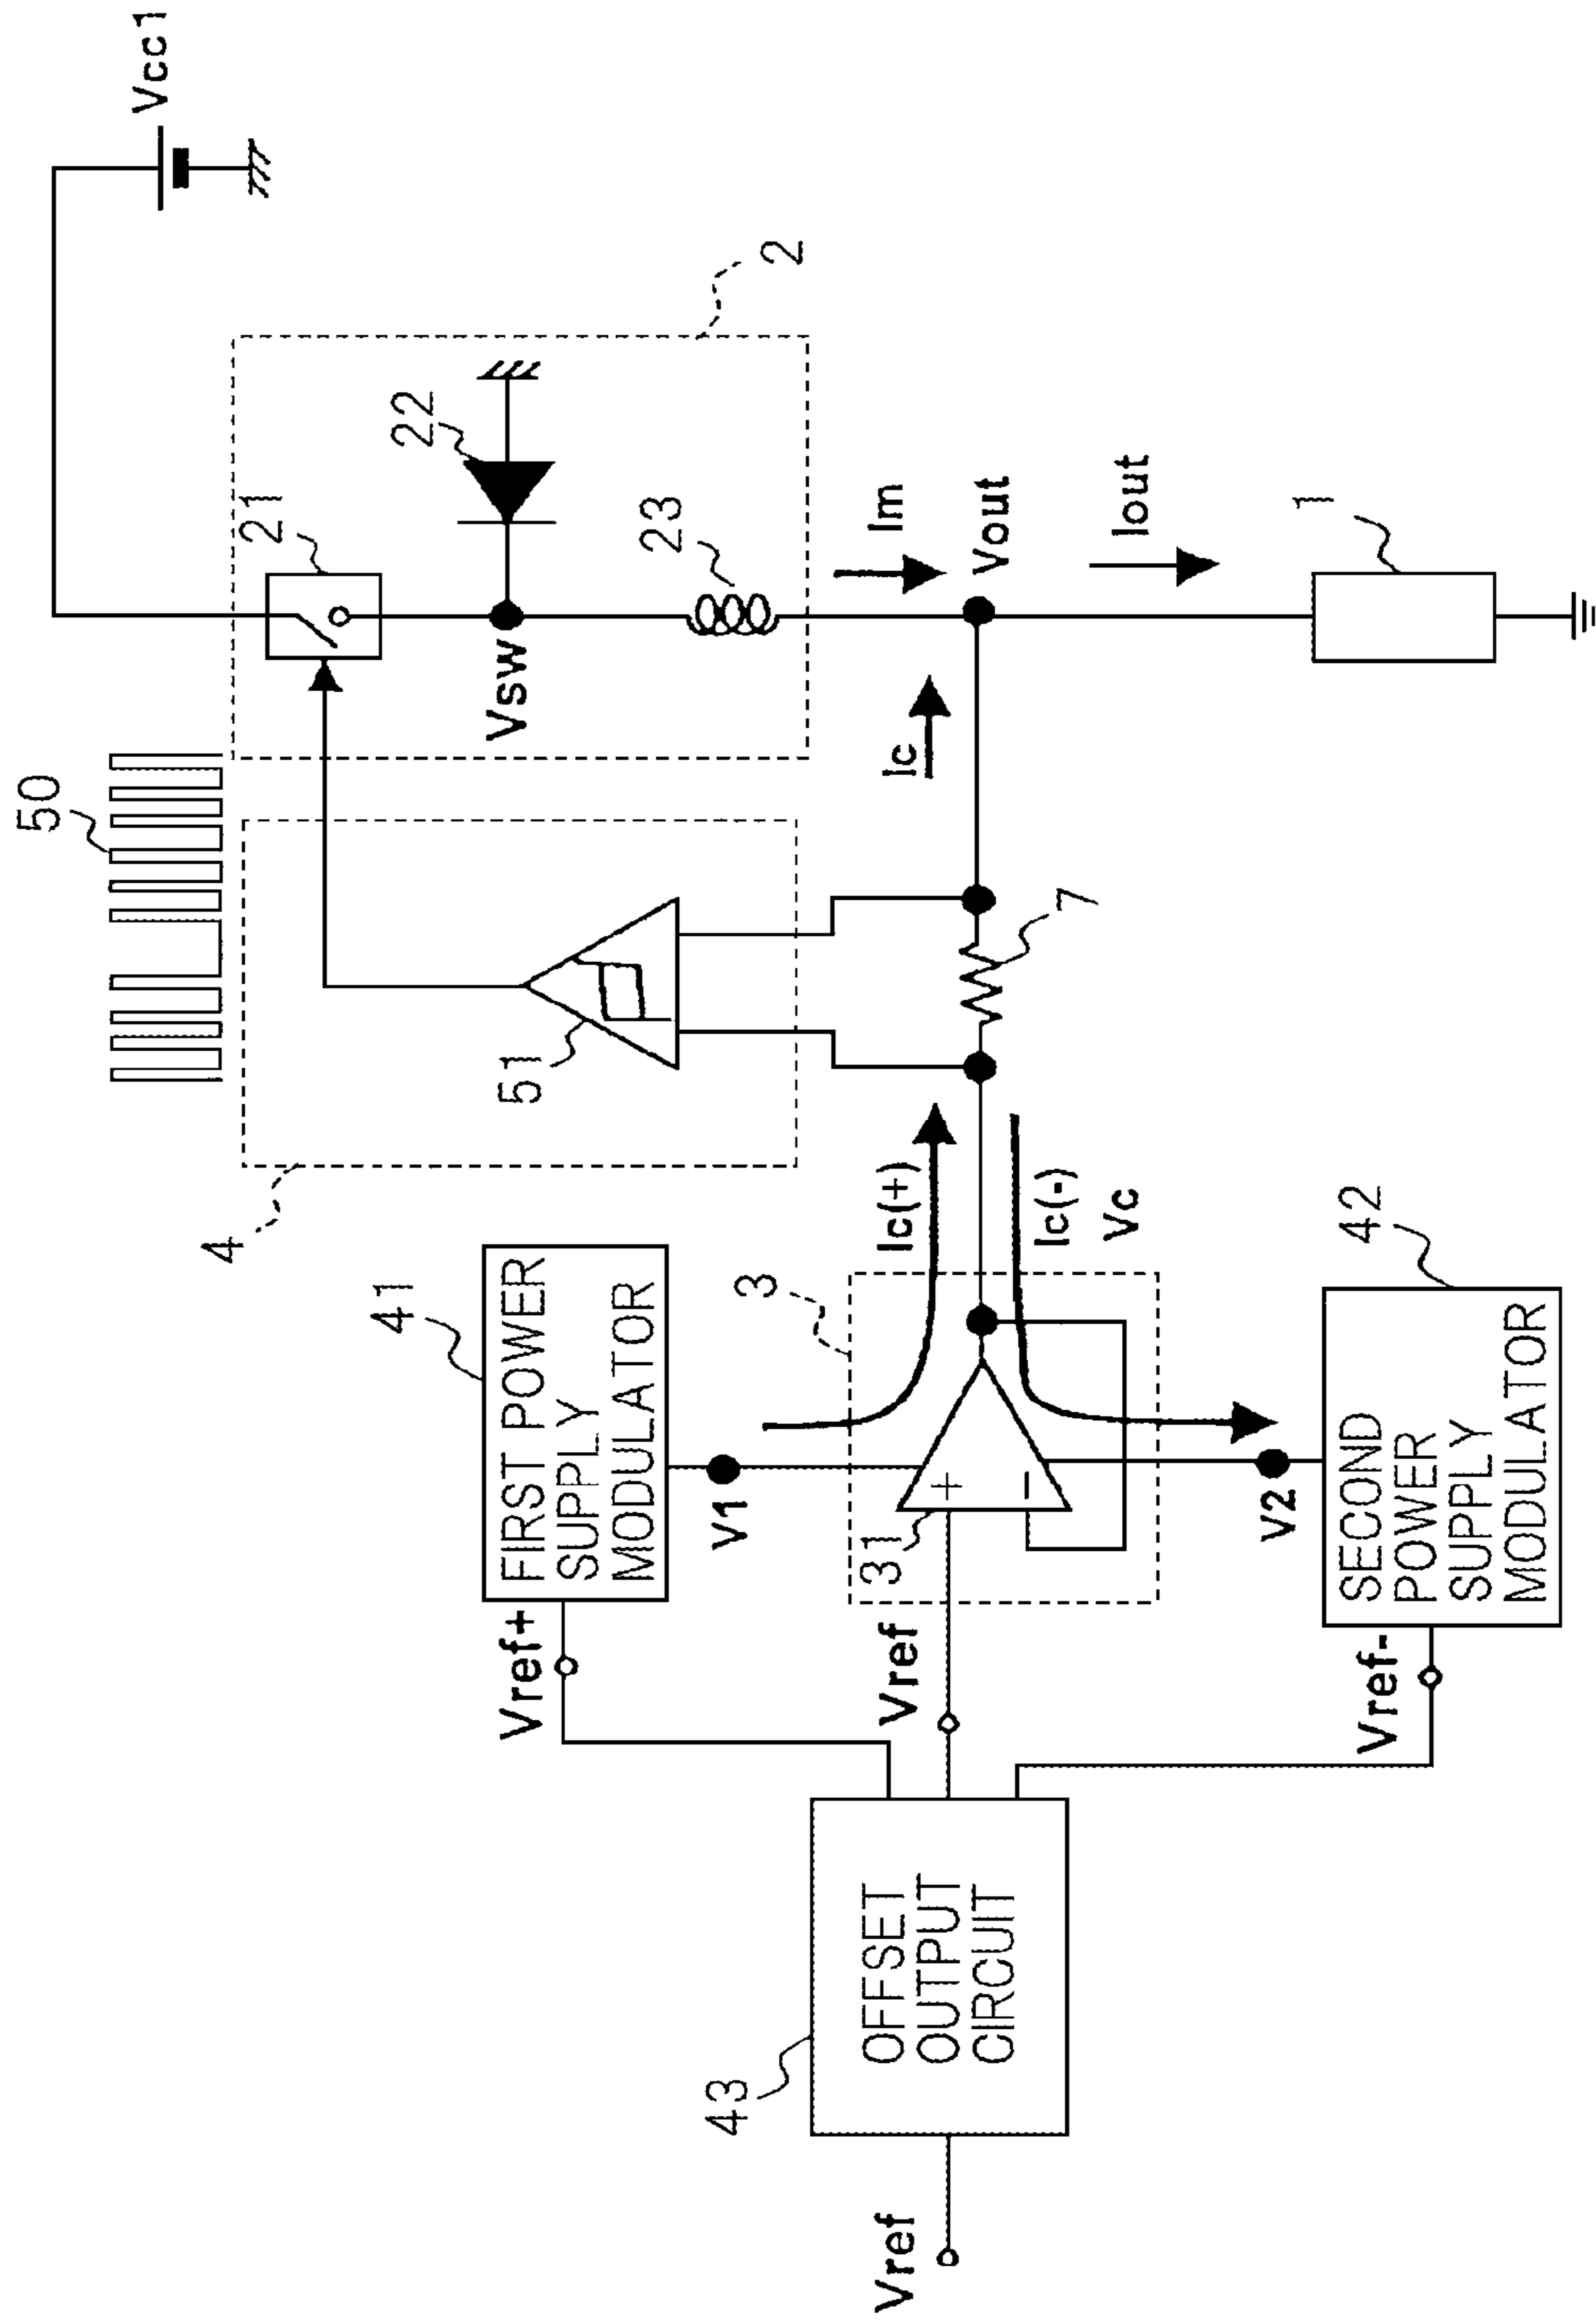 Vcc1
50
21
22
2
Vsw
23
Im
Vout
Iout
1
Ic
7
4
51
41
FIRST POWER
SUPPLY
MODULATOR
V1
3
Ic(+)
Ic(-)
Vc
31
+
−
42
SECOND
POWER
SUPPLY
MODULATOR
V2
Vref+
Vref
Vref-
43
OFFSET
OUTPUT
CIRCUIT
Vref